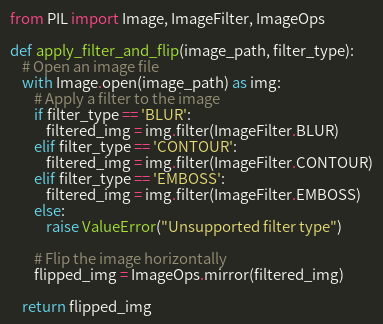 from PIL import Image, ImageFilter, ImageOps

def apply_filter_and_flip(image_path, filter_type):
    # Open an image file
    with Image.open(image_path) as img:
        # Apply a filter to the image
        if filter_type == 'BLUR':
            filtered_img = img.filter(ImageFilter.BLUR)
        elif filter_type == 'CONTOUR':
            filtered_img = img.filter(ImageFilter.CONTOUR)
        elif filter_type == 'EMBOSS':
            filtered_img = img.filter(ImageFilter.EMBOSS)
        else:
            raise ValueError("Unsupported filter type")

        # Flip the image horizontally
        flipped_img = ImageOps.mirror(filtered_img)

    return flipped_img